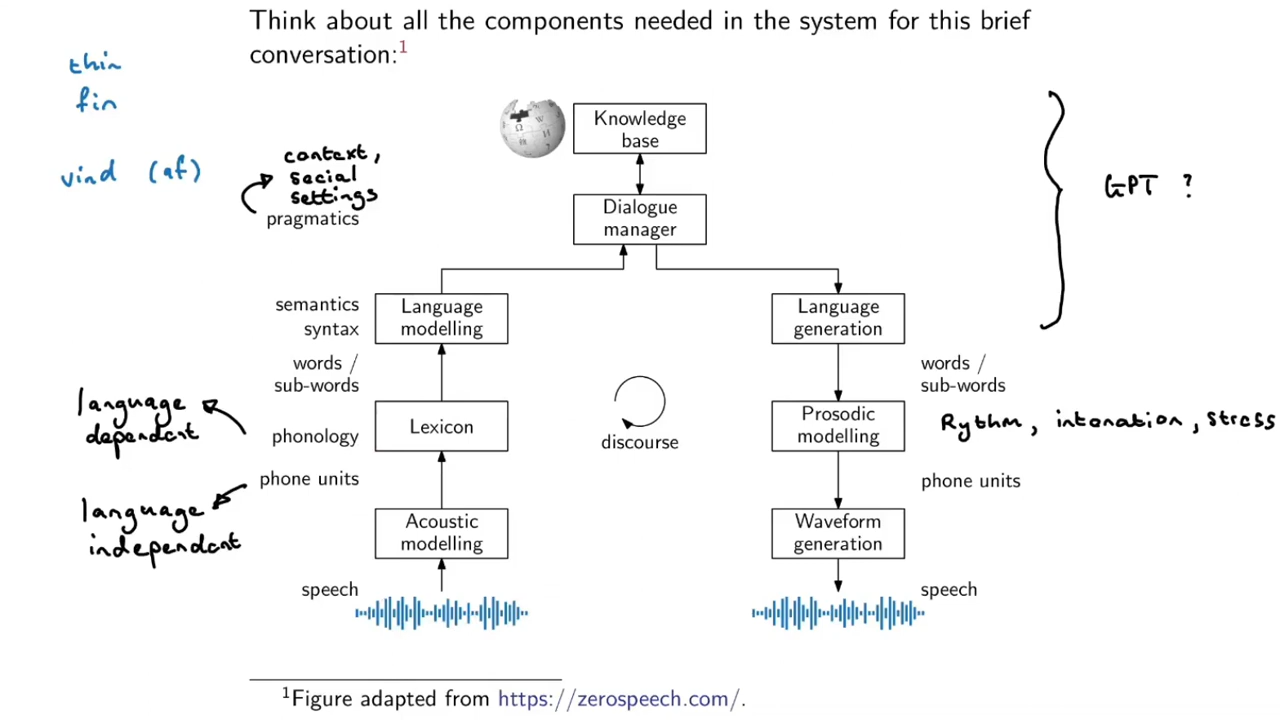 Think about all the components needed in the system for this brief
conversation:1
thin
fin
vind (af)
context,
social
settings
pragmatics
Knowledge
base
Dialogue
manager
semantics
syntax
Language
modelling
words /
sub-words
language
dependent
phonology
Lexicon
phone units
language
independent
Acoustic
modelling
speech
discourse
Language
generation
words /
sub-words
Prosodic
modelling
Rythm, intonation, stress
phone units
Waveform
generation
speech
GPT ?
1Figure adapted from https://zerospeech.com/.